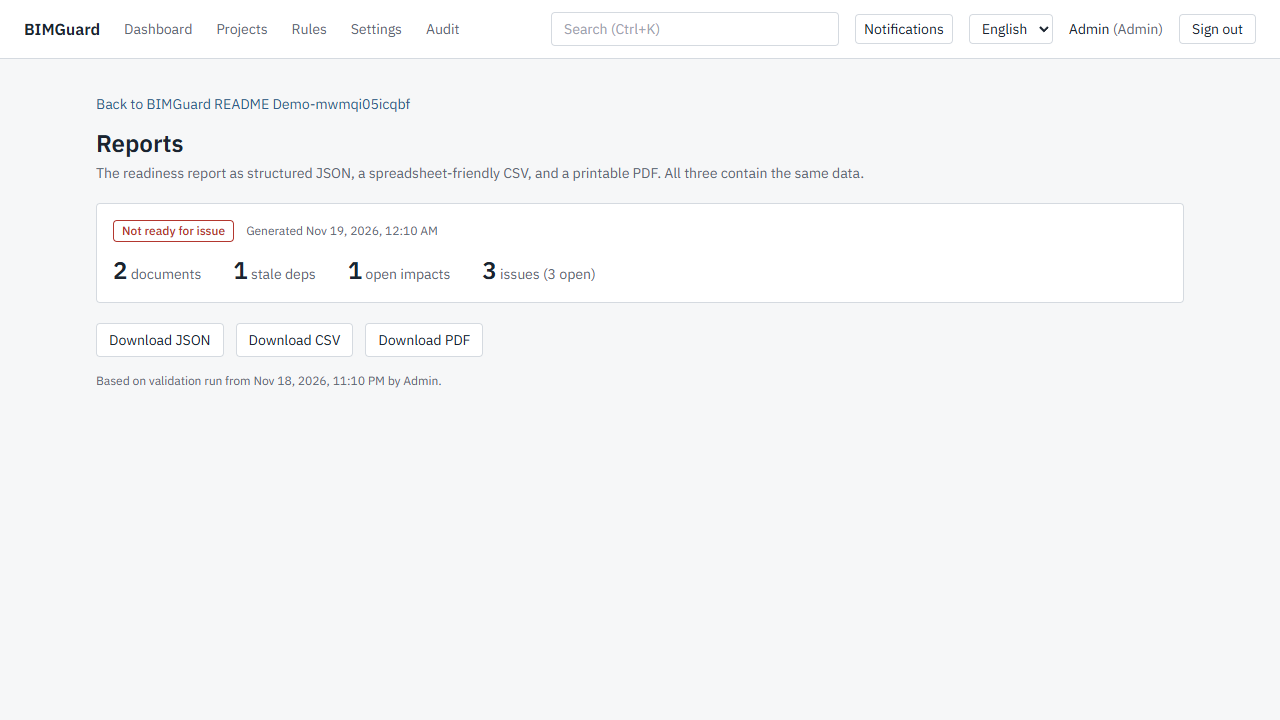 BIMGuard Dashboard Projects Rules Settings Audit Search (Ctrl+K) Notifications English Admin (Admin) Sign out
Back to BIMGuard README Demo-mwmqi05icqbf
Reports
The readiness report as structured JSON, a spreadsheet-friendly CSV, and a printable PDF. All three contain the same data.
Not ready for issue Generated Nov 19, 2026, 12:10 AM
2 documents 1 stale deps 1 open impacts 3 issues (3 open)
Download JSON Download CSV Download PDF
Based on validation run from Nov 18, 2026, 11:10 PM by Admin.